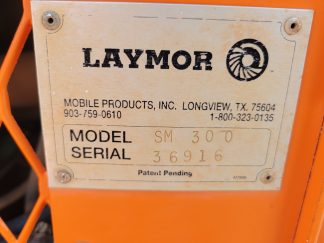 LAYMOR
MOBILE PRODUCTS, INC. LONGVIEW, TX. 75604
903-759-0610 1-800-323-0135
MODEL SM 300
SERIAL 36916
Patent Pending